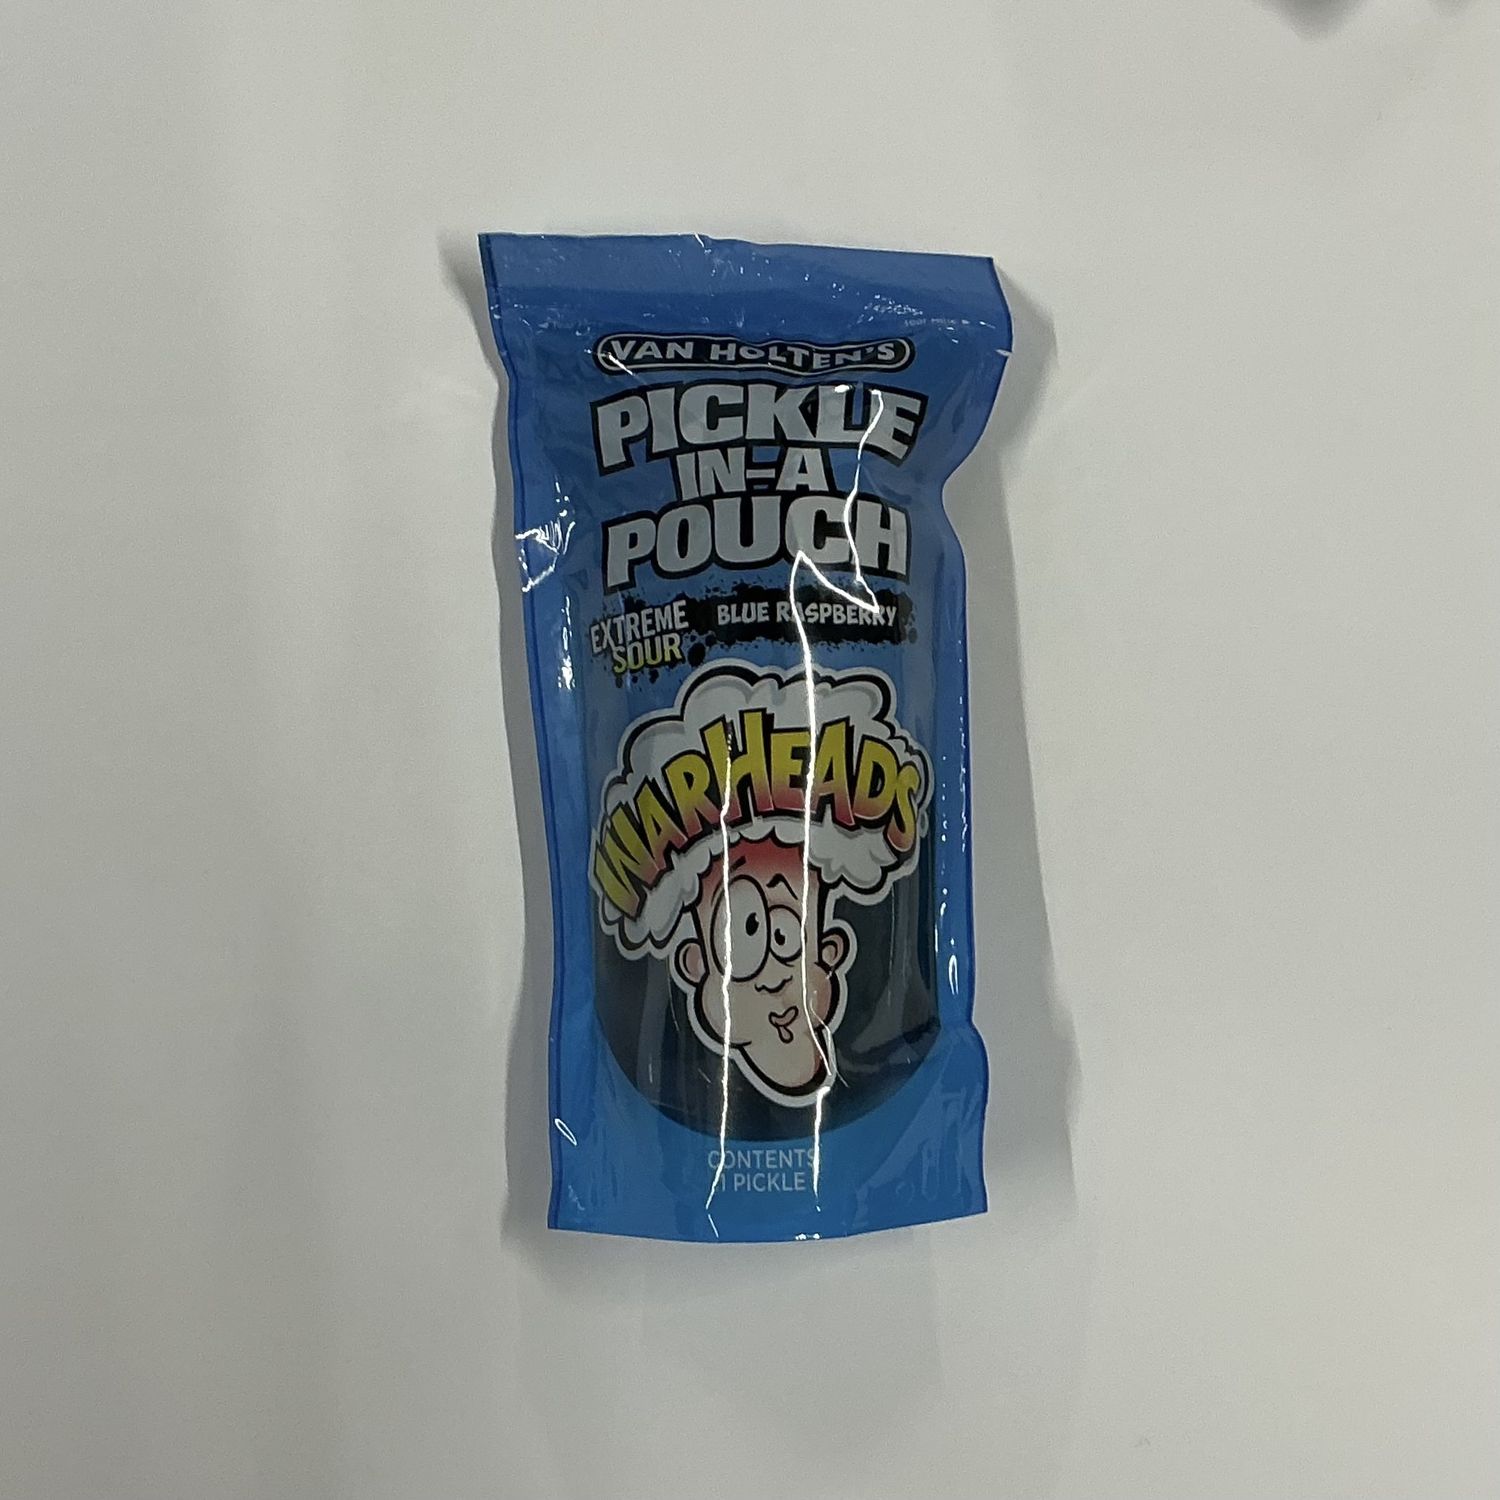 VAN HOLTEN'S
PICKLE
IN-A
POUCH
EXTREME
SOUR
BLUE RASPBERRY
WARHEADS
CONTENTS
1 PICKLE